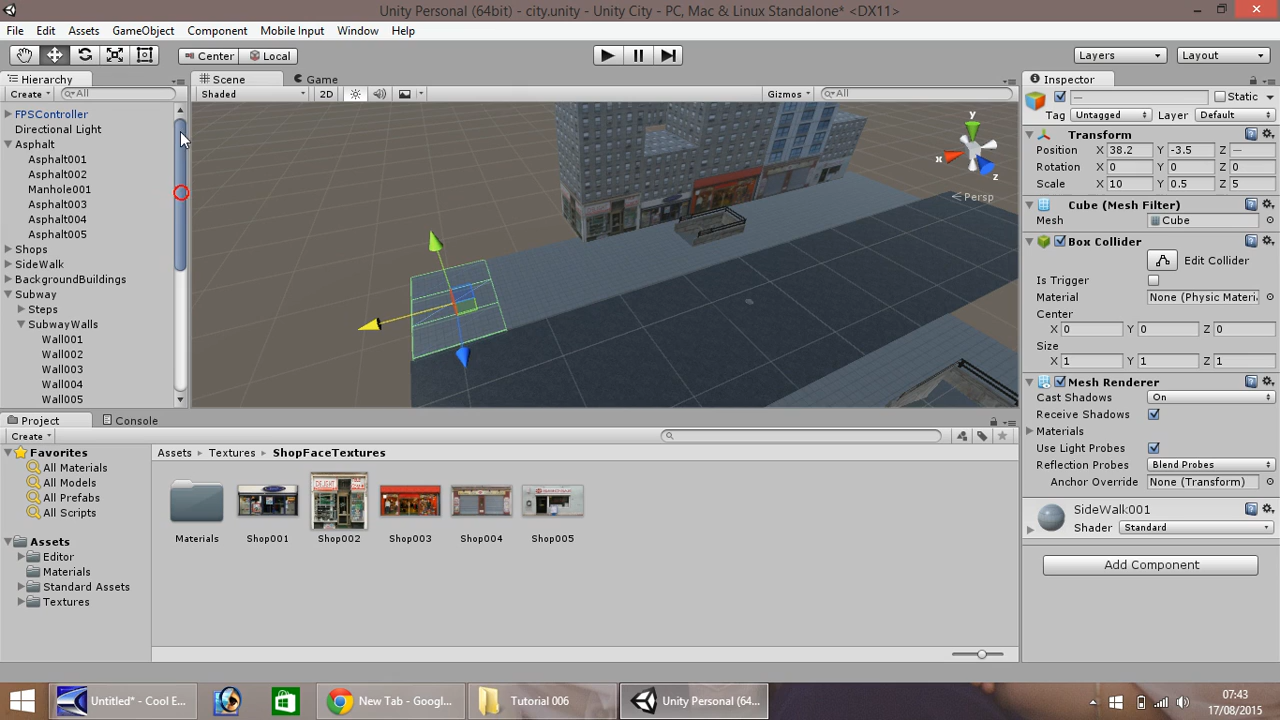 Unity Personal (64bit) - city.unity - Unity City - PC, Mac & Linux Standalone* <DX11>
File Edit Assets GameObject Component Mobile Input Window Help
Center Local Layers Layout
Hierarchy
Create All
FPSController
Directional Light
Asphalt
Asphalt001
Asphalt002
Manhole001
Asphalt003
Asphalt004
Asphalt005
Shops
SideWalk
BackgroundBuildings
Subway
Steps
SubwayWalls
Wall001
Wall002
Wall003
Wall004
Wall005
Scene Game
Shaded 2D Gizmos All
y
x
z
Persp
Inspector
— Static
Tag Untagged Layer Default
Transform
Position X 38.2 Y -3.5 Z —
Rotation X 0 Y 0 Z 0
Scale X 10 Y 0.5 Z 5
Cube (Mesh Filter)
Mesh Cube
Box Collider
Edit Collider
Is Trigger
Material None (Physic Materi
Center
X 0 Y 0 Z 0
Size
X 1 Y 1 Z 1
Mesh Renderer
Cast Shadows On
Receive Shadows
Materials
Use Light Probes
Reflection Probes Blend Probes
Anchor Override None (Transform)
SideWalk001
Shader Standard
Add Component
Project Console
Create
Favorites
All Materials
All Models
All Prefabs
All Scripts
Assets
Editor
Materials
Standard Assets
Textures
Assets Textures ShopFaceTextures
Materials Shop001 Shop002 Shop003 Shop004 Shop005
Untitled* - Cool E... New Tab - Googl... Tutorial 006 Unity Personal (64...
07:43
17/08/2015